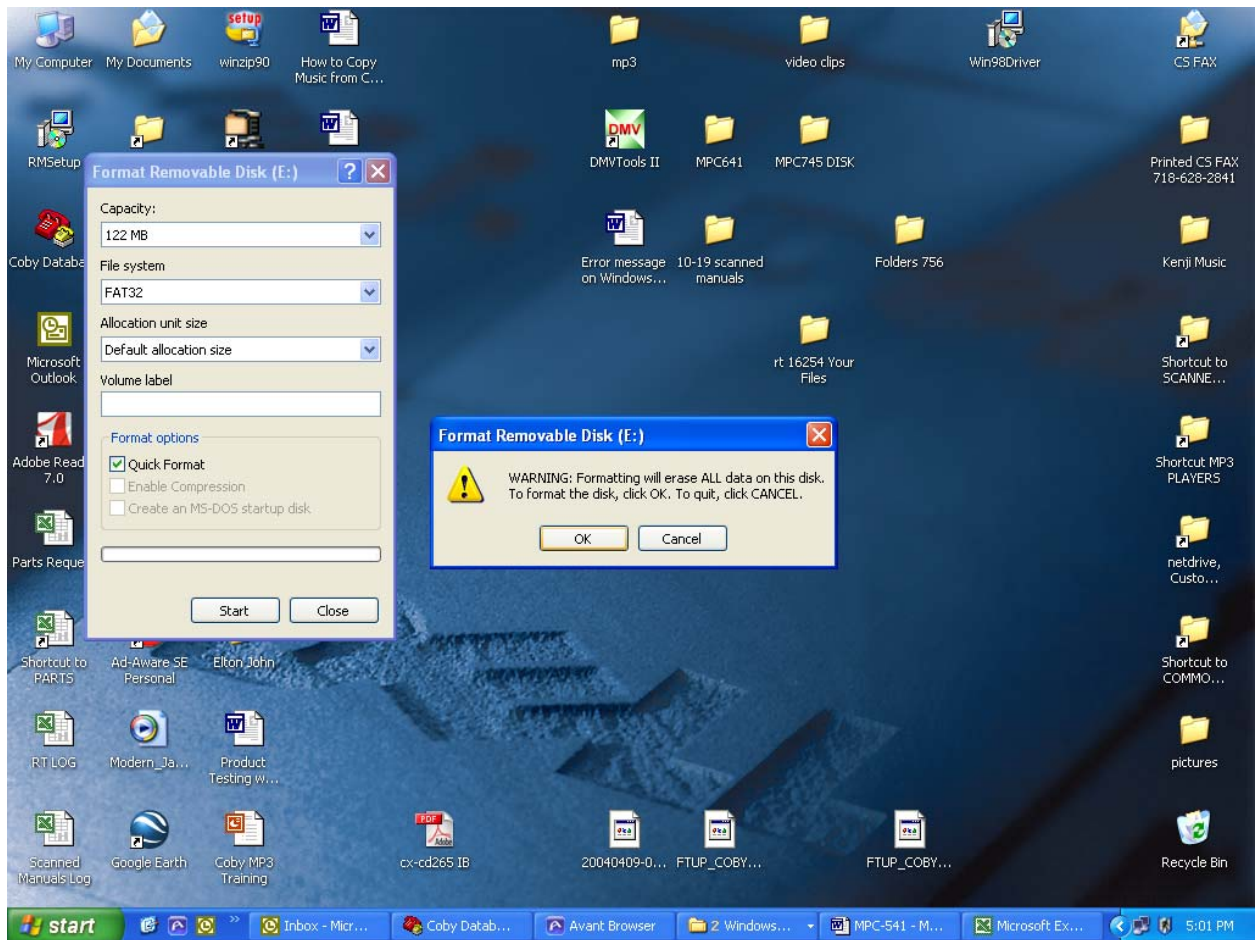 setup
My Computer
My Documents
winzip90
How to Copy
Music from C...
mp3
video clips
Win98Driver
CS FAX
RMSetup
DMV
DMVTools II
MPC641
MPC745 DISK
Printed CS FAX
718-628-2841
Format Removable Disk (E:)
Capacity:
122 MB
File system
FAT32
Allocation unit size
Default allocation size
Volume label
Format options
Quick Format
Enable Compression
Create an MS-DOS startup disk
Start
Close
Coby Databa
Error message
on Windows...
10-19 scanned
manuals
Folders 756
Kenji Music
Microsoft
Outlook
rt 16254 Your
Files
Shortcut to
SCANNE...
Format Removable Disk (E:)
WARNING: Formatting will erase ALL data on this disk.
To format the disk, click OK. To quit, click CANCEL.
OK
Cancel
Adobe Read
7.0
Shortcut MP3
PLAYERS
Parts Reque
netdrive,
Custo...
Shortcut to
PARTS
Ad-Aware SE
Personal
Elton John
Shortcut to
COMMO...
RT LOG
Modern_Ja...
Product
Testing w...
pictures
Scanned
Manuals Log
Google Earth
Coby MP3
Training
PDF
Adobe
cx-cd265 IB
20040409-0...
FTUP_COBY...
FTUP_COBY...
Recycle Bin
start
Inbox - Micr...
Coby Datab...
Avant Browser
2 Windows...
MPC-541 - M...
Microsoft Ex...
5:01 PM